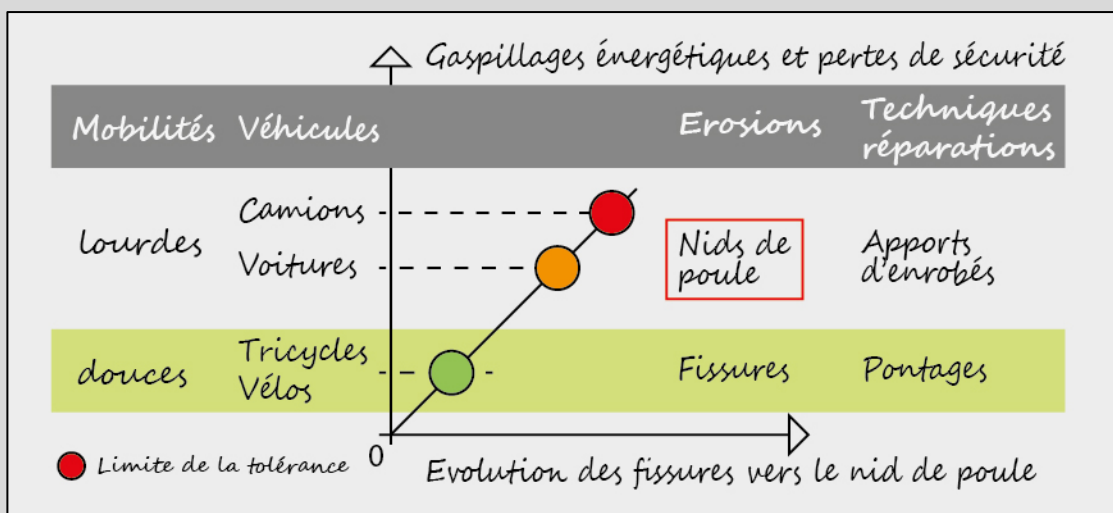 Gaspillages énergétiques et pertes de sécurité
Mobilités Véhicules Erosions Techniques
réparations
lourdes
Camions
Voitures
Nids de
poule
Apports
d'enrobés
douces
Tricycles
Vélos
Fissures
Pontages
Limite de la tolérance
0
Evolution des fissures vers le nid de poule